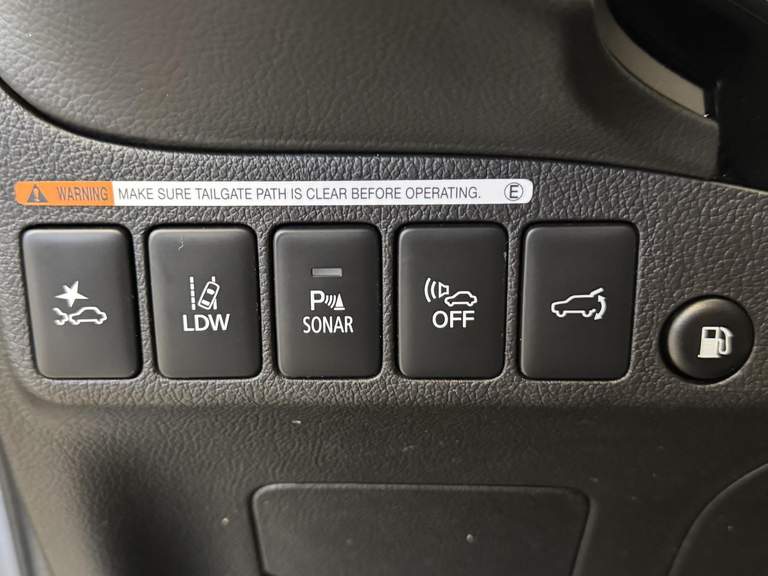 WARNING MAKE SURE TAILGATE PATH IS CLEAR BEFORE OPERATING. E
LDW
P
SONAR
OFF